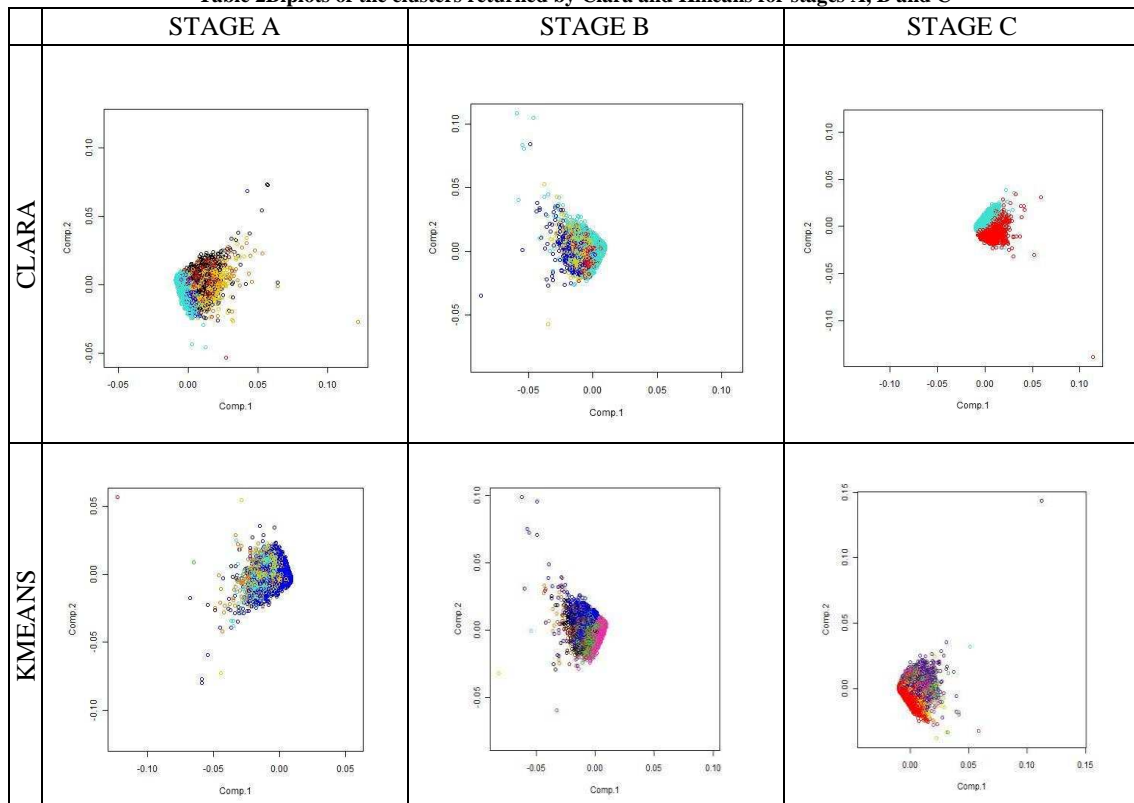 Table 2Biplots of the clusters returned by Clara and Kmeans for stages A, B and C
STAGE A STAGE B STAGE C
CLARA
Comp.2
0.10
0.05
0.00
-0.05
-0.05 0.00 0.05 0.10
Comp.1
Comp.2
0.10
0.05
0.00
-0.05
-0.05 0.00 0.05 0.10
Comp.1
Comp.2
0.10
0.05
0.00
-0.05
-0.10
-0.10 -0.05 0.00 0.05 0.10
Comp.1
KMEANS
Comp.2
0.05
0.00
-0.05
-0.10
-0.10 -0.05 0.00 0.05
Comp.1
Comp.2
0.10
0.05
0.00
-0.05
-0.05 0.00 0.05 0.10
Comp.1
Comp.2
0.15
0.10
0.05
0.00
0.00 0.05 0.10 0.15
Comp.1